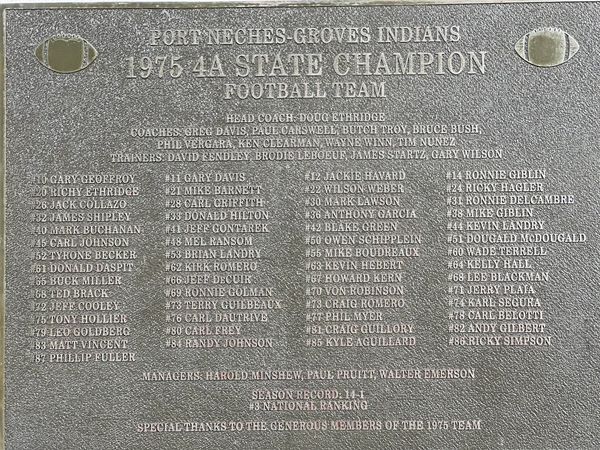 PORT NECHES-GROVES INDIANS
1975 4A STATE CHAMPION
FOOTBALL TEAM
HEAD COACH: DOUG ETHRIDGE
COACHES: GREG DAVIS, PAUL CARSWELL, BUTCH TROY, BRUCE BUSH,
PHIL VERGARA, KEN CLEARMAN, WAYNE WINN, TIM NUNEZ
TRAINERS: DAVID FENDLEY, BRODIE LEBOEUF, JAMES STARTZ, GARY WILSON
#10 GARY GEOFFROY #11 GARY DAVIS #12 JACKIE HAVARD #14 RONNIE GIBLIN
#20 RICHY ETHRIDGE #21 MIKE BARNETT #22 WILSON WEBER #24 RICKY HAGLER
#26 JACK COLLAZO #28 CARL GRIFFITH #30 MARK LAWSON #31 RONNIE DELCAMBRE
#32 JAMES SHIPLEY #33 DONALD HILTON #36 ANTHONY GARCIA #38 MIKE GIBLIN
#40 MARK BUCHANAN #41 JEFF GONTAREK #42 BLAKE GREEN #44 KEVIN LANDRY
#45 CARL JOHNSON #48 MEL RANSOM #50 OWEN SCHIPPLEIN #51 DOUGALD MCDOUGALD
#52 TYRONE BECKER #53 BRIAN LANDRY #55 MIKE BOUDREAUX #60 WADE TERRELL
#61 DONALD DASPIT #62 KIRK ROMERO #63 KEVIN HEBERT #64 KELLY HALL
#65 BUCK MILLER #66 JEFF DECUIR #67 HOWARD KERN #68 LEE BLACKMAN
#68 TED BRACK #69 RONNIE GOLMAN #70 VON ROBINSON #71 JERRY PLAIA
#72 JEFF COOLEY #73 TERRY GUILBEAUX #73 CRAIG ROMERO #74 KARL SEGURA
#75 TONY HOLLIER #76 CARL DAUTRIVE #77 PHIL MYER #78 CARL BELOTTI
#79 LEO GOLDBERG #80 CARL FREY #81 CRAIG GUILLORY #82 ANDY GILBERT
#83 MATT VINCENT #84 RANDY JOHNSON #85 KYLE AGUILLARD #86 RICKY SIMPSON
#87 PHILLIP FULLER
MANAGERS: HAROLD MINSHEW, PAUL PRUITT, WALTER EMERSON
SEASON RECORD: 14-1
#3 NATIONAL RANKING
SPECIAL THANKS TO THE GENEROUS MEMBERS OF THE 1975 TEAM